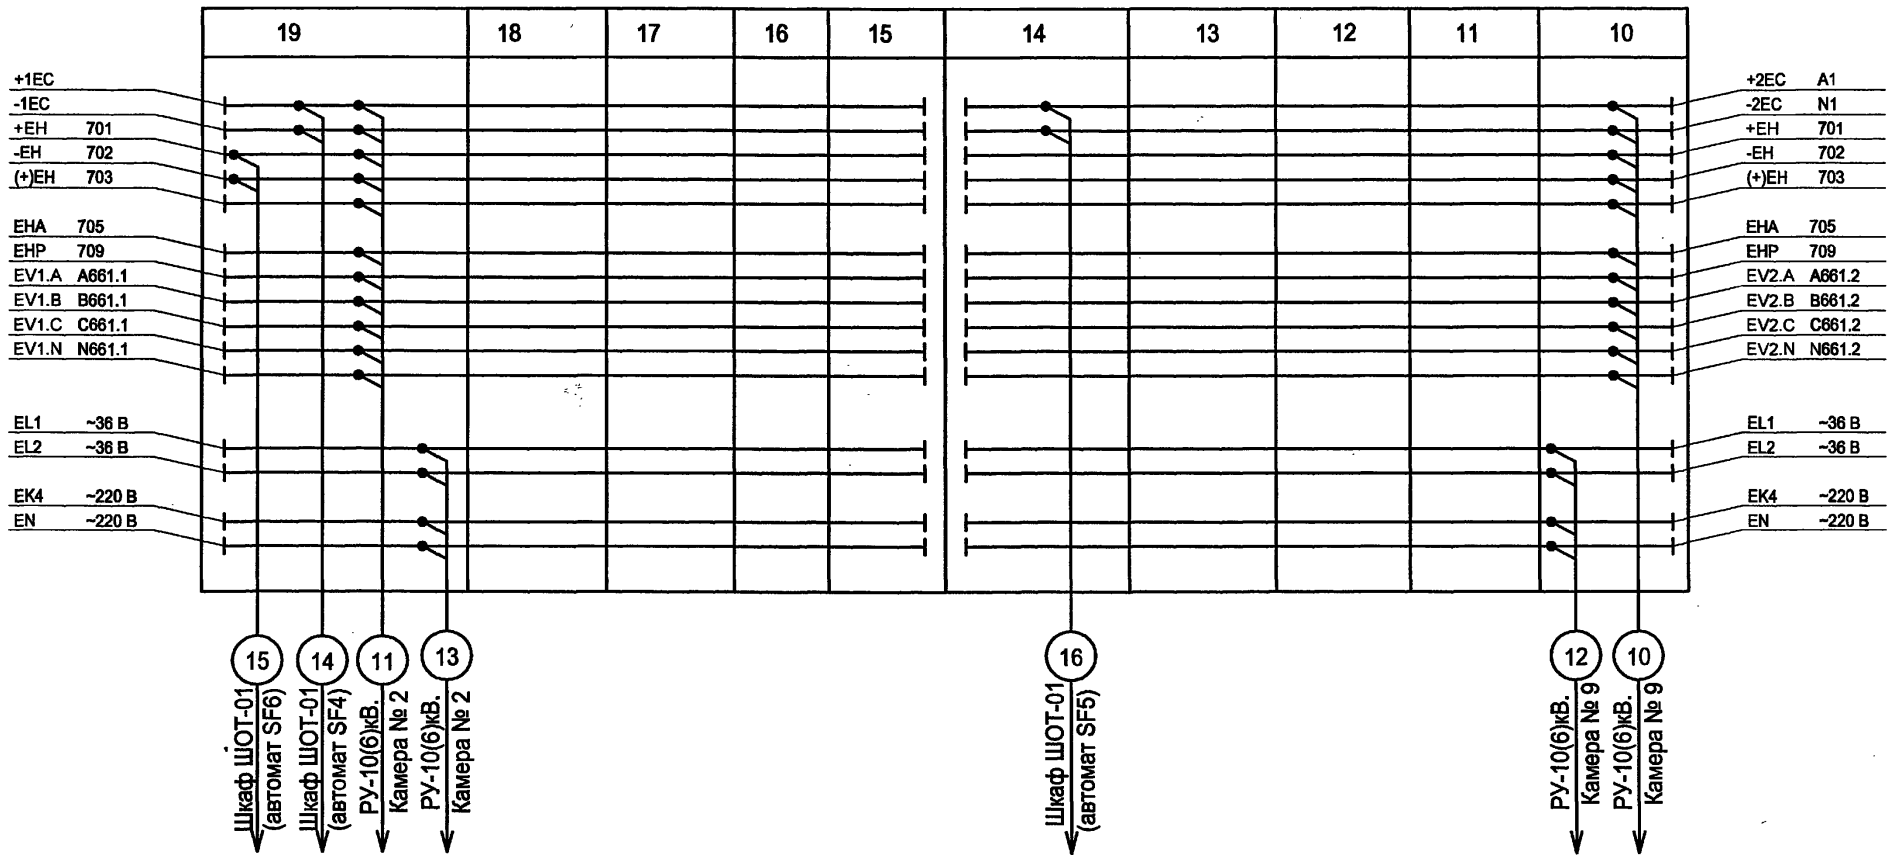 19 18 17 16 15 14 13 12 11 10
+1EC
-1EC
+EH 701
-EH 702
(+)EH 703
EHA 705
EHP 709
EV1.A A661.1
EV1.B B661.1
EV1.C C661.1
EV1.N N661.1
EL1 ~36 В
EL2 ~36 В
EK4 ~220 В
EN ~220 В
+2EC A1
-2EC N1
+EH 701
-EH 702
(+)EH 703
EHA 705
EHP 709
EV2.A A661.2
EV2.B B661.2
EV2.C C661.2
EV2.N N661.2
EL1 ~36 В
EL2 ~36 В
EK4 ~220 В
EN ~220 В
15
Шкаф ШОТ-01
(автомат SF6)
14
Шкаф ШОТ-01
(автомат SF4)
11
РУ-10(6)кВ.
Камера № 2
13
РУ-10(6)кВ.
Камера № 2
16
Шкаф ШОТ-01
(автомат SF5)
12
РУ-10(6)кВ.
Камера № 9
10
РУ-10(6)кВ.
Камера № 9